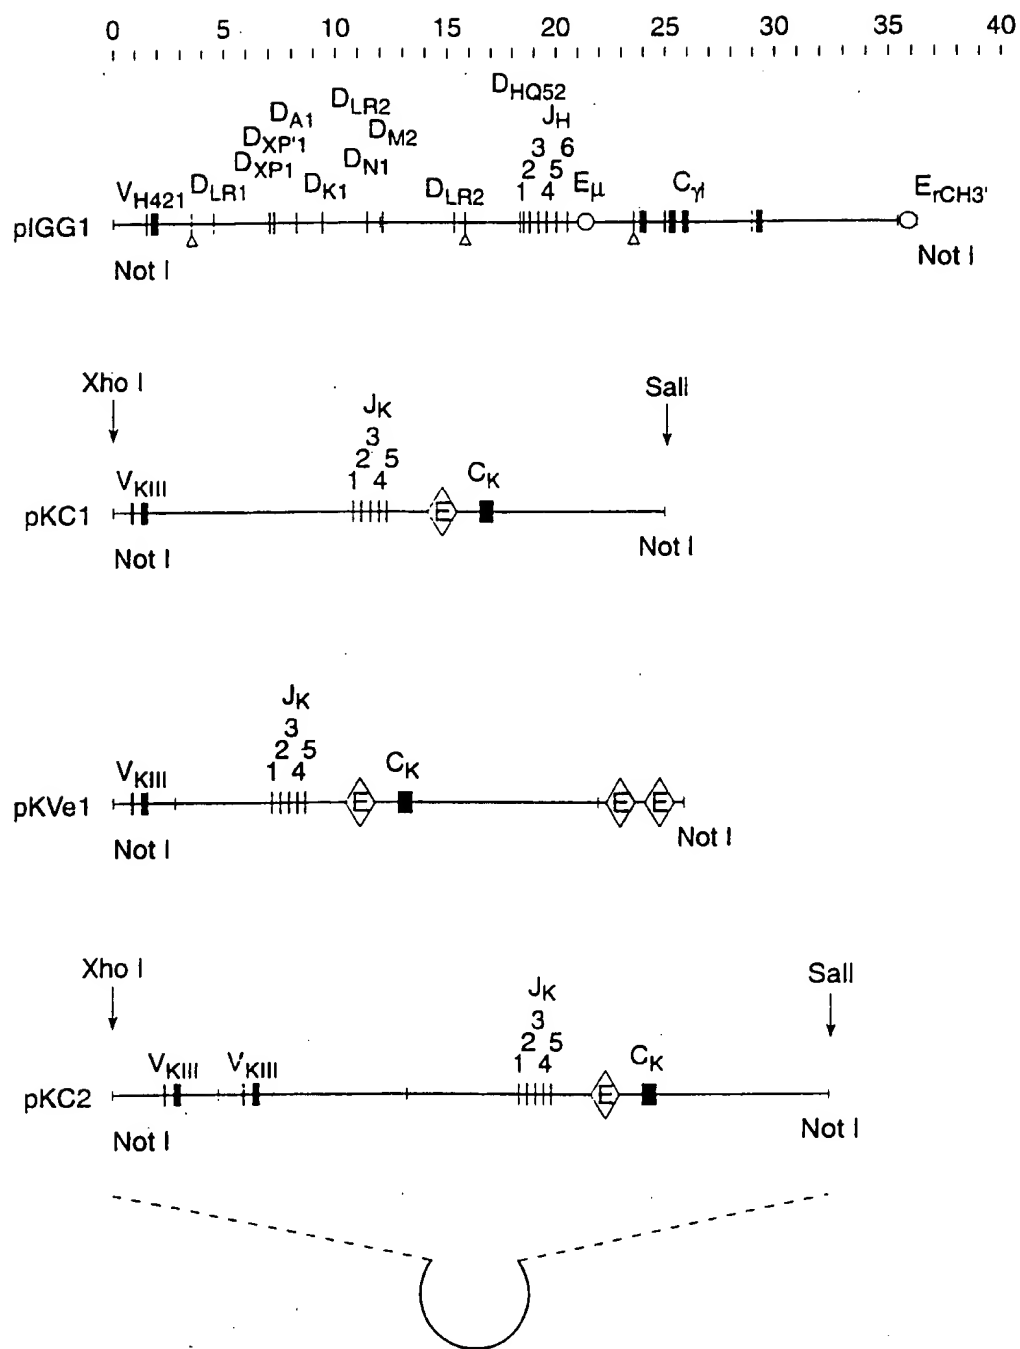 0 5 10 15 20 25 30 35 40
DHQ52
DLR2
DA1
JH
DM2
DXP'1
3 6
DXP1
DN1
2 5
VH421 DLR1 DK1 DLR2 1 4 Eμ Cγl ErCH3'
pIGG1
Not I Not I
Xho I SalI
JK
3
2 5
VKIII 1 4 CK
pKC1 E
Not I Not I
JK
3
2 5
VKIII 1 4 CK
pKVe1 E E E
Not I Not I
Xho I SalI
JK
3
2 5
VKIII VKIII 1 4 CK
pKC2 E
Not I Not I